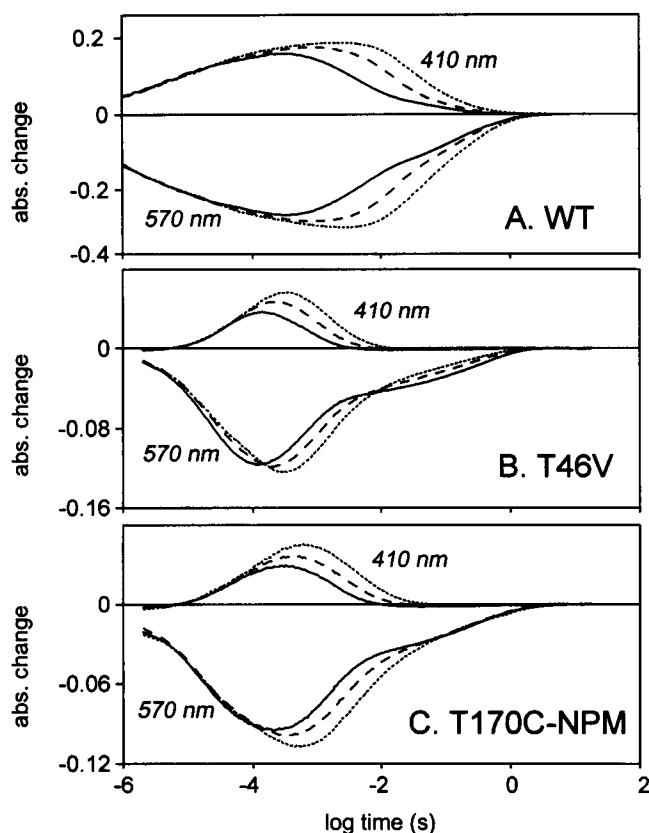 abs. change
0.2
0
-0.2
-0.4
410 nm
570 nm
A. WT
abs. change
0
-0.08
-0.16
410 nm
570 nm
B. T46V
abs. change
0
-0.06
-0.12
410 nm
570 nm
C. T170C-NPM
-6
-4
-2
0
2
log time (s)